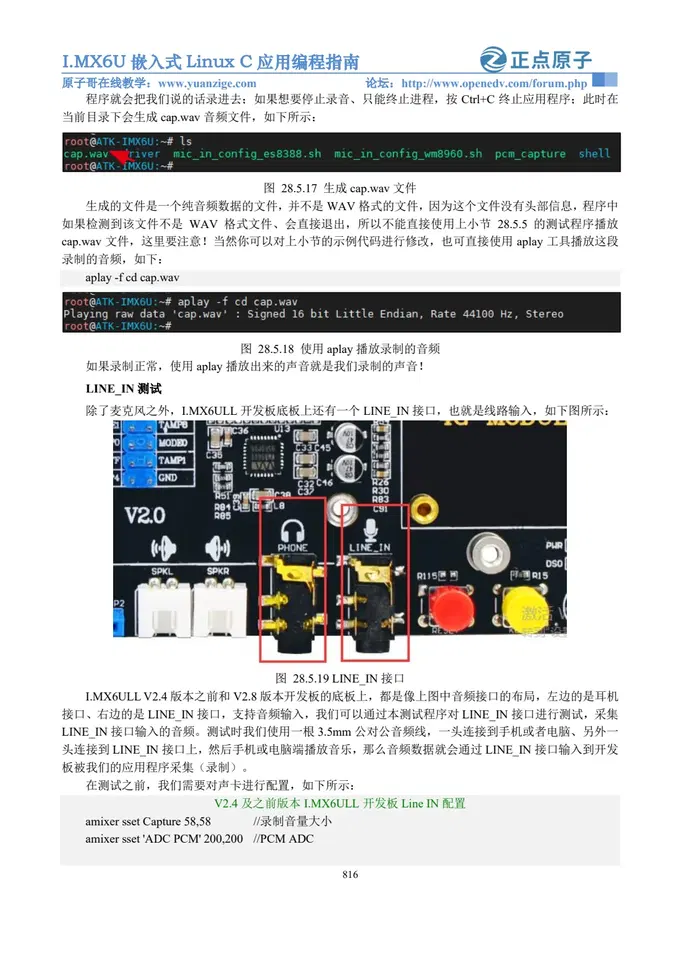 I.MX6U 嵌入式 Linux C 应用编程指南
正点原子
原子哥在线教学：www.yuanzige.com 论坛：http://www.openedv.com/forum.php
程序就会把我们说的话录进去；如果想要停止录音、只能终止进程，按 Ctrl+C 终止应用程序；此时在
当前目录下会生成 cap.wav 音频文件，如下所示：
root@ATK-IMX6U:~# ls
cap.wav driver mic_in_config_es8388.sh mic_in_config_wm8960.sh pcm_capture shell
root@ATK-IMX6U:~#
图 28.5.17 生成 cap.wav 文件
生成的文件是一个纯音频数据的文件，并不是 WAV 格式的文件，因为这个文件没有头部信息，程序中
如果检测到该文件不是 WAV 格式文件、会直接退出，所以不能直接使用上小节 28.5.5 的测试程序播放
cap.wav 文件，这里要注意！当然你可以对上小节的示例代码进行修改，也可直接使用 aplay 工具播放这段
录制的音频，如下：
aplay -f cd cap.wav
root@ATK-IMX6U:~# aplay -f cd cap.wav
Playing raw data 'cap.wav' : Signed 16 bit Little Endian, Rate 44100 Hz, Stereo
root@ATK-IMX6U:~#
图 28.5.18 使用 aplay 播放录制的音频
如果录制正常，使用 aplay 播放出来的声音就是我们录制的声音！
LINE_IN 测试
除了麦克风之外，I.MX6ULL 开发板底板上还有一个 LINE_IN 接口，也就是线路输入，如下图所示：
TAMP0
C36
U13
MODE0
C35
C33 C45
TAMP1
GND
C32
C46
C37
R51
R84
R85
C39
C38
L8
R26
R30
R83
C91
V2.0
PHONE
LINE_IN
SPKL
SPKR
PWR
DSO
R115
R15
P2
激活
图 28.5.19 LINE_IN 接口
I.MX6ULL V2.4 版本之前和 V2.8 版本开发板的底板上，都是像上图中音频接口的布局，左边的是耳机
接口、右边的是 LINE_IN 接口，支持音频输入，我们可以通过本测试程序对 LINE_IN 接口进行测试，采集
LINE_IN 接口输入的音频。测试时我们使用一根 3.5mm 公对公音频线，一头连接到手机或者电脑、另外一
头连接到 LINE_IN 接口上，然后手机或电脑端播放音乐，那么音频数据就会通过 LINE_IN 接口输入到开发
板被我们的应用程序采集（录制）。
在测试之前，我们需要对声卡进行配置，如下所示：
V2.4 及之前版本 I.MX6ULL 开发板 Line IN 配置
amixer sset Capture 58,58 //录制音量大小
amixer sset 'ADC PCM' 200,200 //PCM ADC
816